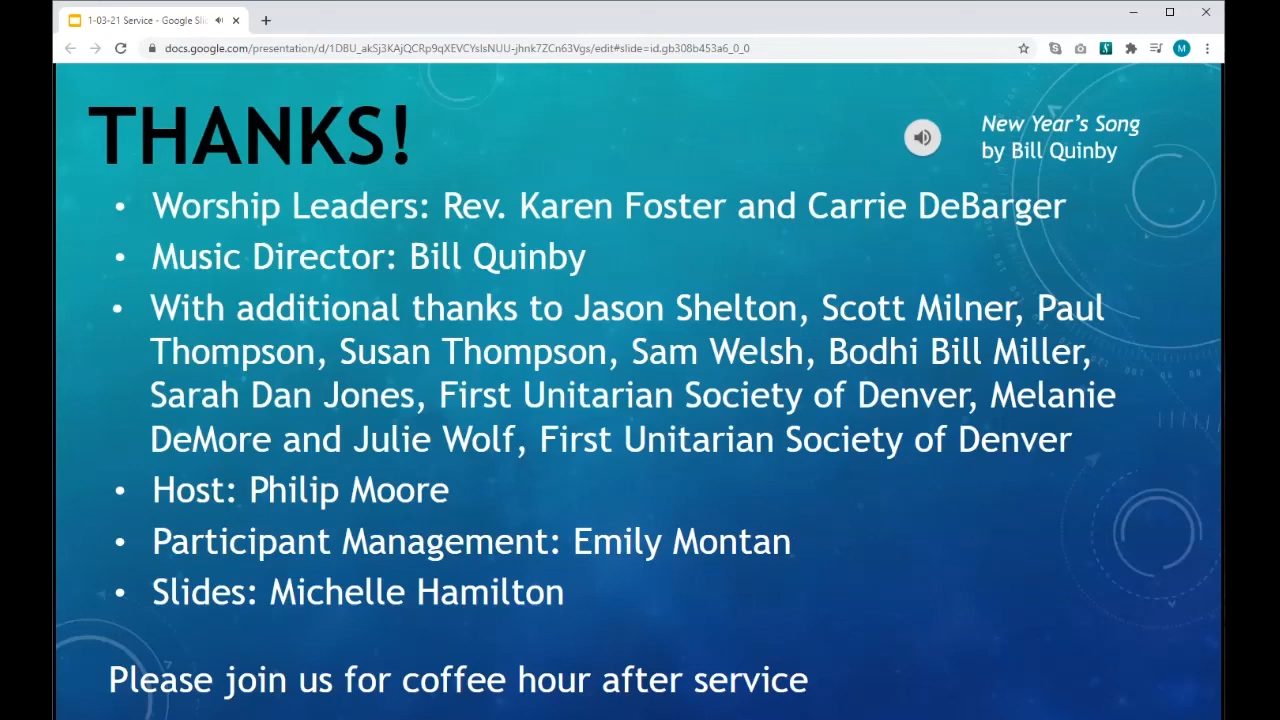 1-03-21 Service - Google Sli
docs.google.com/presentation/d/1DBU_akSj3KAjQCRp9qXEVCYslsNUU-jhnk7ZCn63Vgs/edit#slide=id.gb308b453a6_0_0
M
THANKS!
New Year's Song
by Bill Quinby
• Worship Leaders: Rev. Karen Foster and Carrie DeBarger
• Music Director: Bill Quinby
• With additional thanks to Jason Shelton, Scott Milner, Paul
Thompson, Susan Thompson, Sam Welsh, Bodhi Bill Miller,
Sarah Dan Jones, First Unitarian Society of Denver, Melanie
DeMore and Julie Wolf, First Unitarian Society of Denver
• Host: Philip Moore
• Participant Management: Emily Montan
• Slides: Michelle Hamilton
Please join us for coffee hour after service